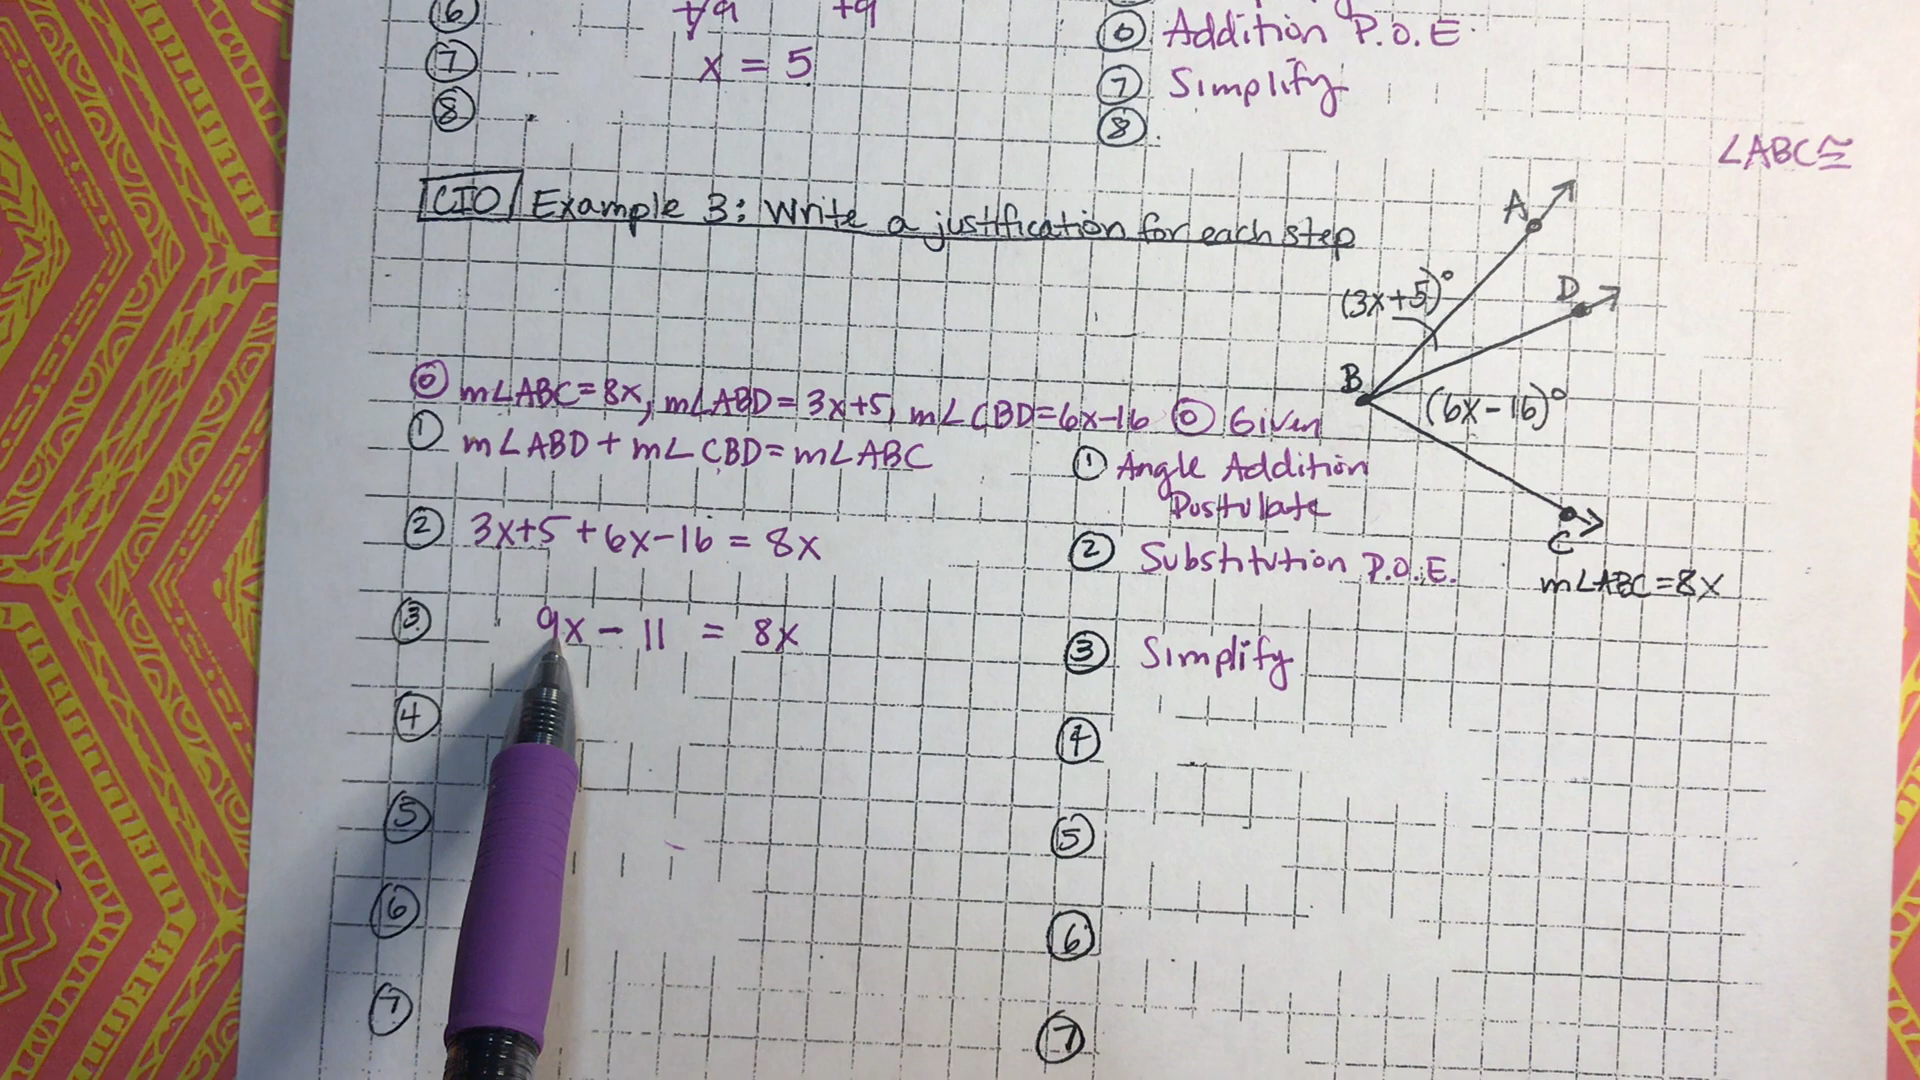 ⑥ +9 +9 ⑥ Addition P.O.E.
⑦ x = 5 ⑦ Simplify
⑧ ⑧
∠ABC≅
CIO Example 3: Write a justification for each step
A
D
(3x+5)°
B
(6x-16)°
C
m∠ABC=8x
⓪ m∠ABC=8x, m∠ABD=3x+5, m∠CBD=6x-16 ⓪ Given
① m∠ABD + m∠CBD = m∠ABC ① Angle Addition
Postulate
② 3x+5+6x-16 = 8x ② Substitution P.O.E.
③ 9x - 11 = 8x ③ Simplify
④ ④
⑤ ⑤
⑥ ⑥
⑦ ⑦